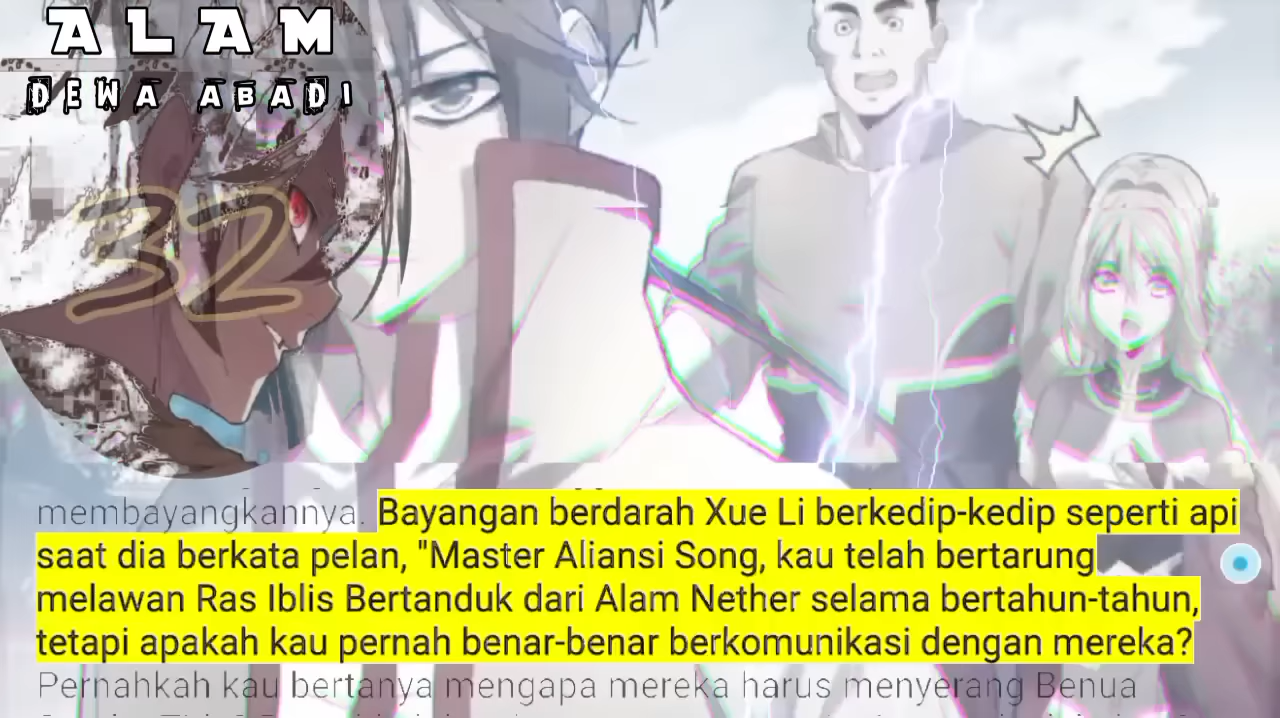 ALAM
DEWA ABADI
32
membayangkannya. Bayangan berdarah Xue Li berkedip-kedip seperti api
saat dia berkata pelan, "Master Aliansi Song, kau telah bertarung
melawan Ras Iblis Bertanduk dari Alam Nether selama bertahun-tahun,
tetapi apakah kau pernah benar-benar berkomunikasi dengan mereka?
Pernahkah kau bertanya mengapa mereka harus menyerang Benua